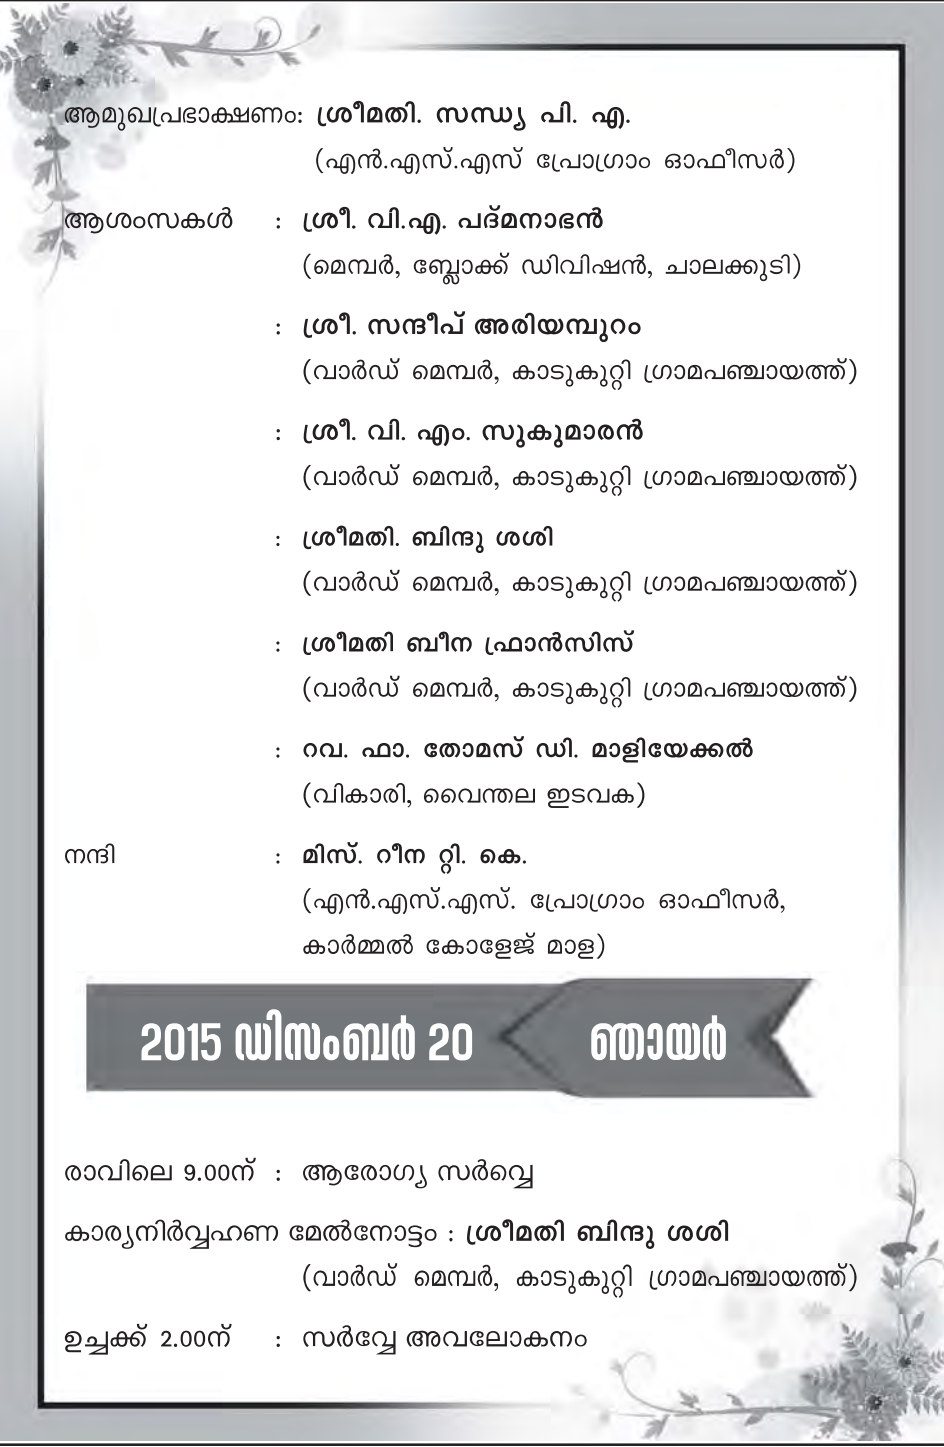 ആമുഖപ്രഭാക്ഷണം: ശ്രീമതി. സന്ധ്യ പി. എ.
(എൻ.എസ്.എസ് പ്രോഗ്രാം ഓഫീസർ)
ആശംസകൾ : ശ്രീ. വി.എ. പദ്മനാഭൻ
(മെമ്പർ, ബ്ലോക്ക് ഡിവിഷൻ, ചാലക്കുടി)
: ശ്രീ. സന്ദീപ് അരിയമ്പുറം
(വാർഡ് മെമ്പർ, കാടുകുറ്റി ഗ്രാമപഞ്ചായത്ത്)
: ശ്രീ. വി. എം. സുകുമാരൻ
(വാർഡ് മെമ്പർ, കാടുകുറ്റി ഗ്രാമപഞ്ചായത്ത്)
: ശ്രീമതി. ബിന്ദു ശശി
(വാർഡ് മെമ്പർ, കാടുകുറ്റി ഗ്രാമപഞ്ചായത്ത്)
: ശ്രീമതി ബീന ഫ്രാൻസിസ്
(വാർഡ് മെമ്പർ, കാടുകുറ്റി ഗ്രാമപഞ്ചായത്ത്)
: റവ. ഫാ. തോമസ് ഡി. മാളിയേക്കൽ
(വികാരി, വൈന്തല ഇടവക)
നന്ദി : മിസ്. റീന റ്റി. കെ.
(എൻ.എസ്.എസ്. പ്രോഗ്രാം ഓഫീസർ,
കാർമ്മൽ കോളേജ് മാള)
2015 ഡിസംബർ 20 ഞായർ
രാവിലെ 9.00ന് : ആരോഗ്യ സർവ്വെ
കാര്യനിർവ്വഹണ മേൽനോട്ടം : ശ്രീമതി ബിന്ദു ശശി
(വാർഡ് മെമ്പർ, കാടുകുറ്റി ഗ്രാമപഞ്ചായത്ത്)
ഉച്ചക്ക് 2.00ന് : സർവ്വേ അവലോകനം